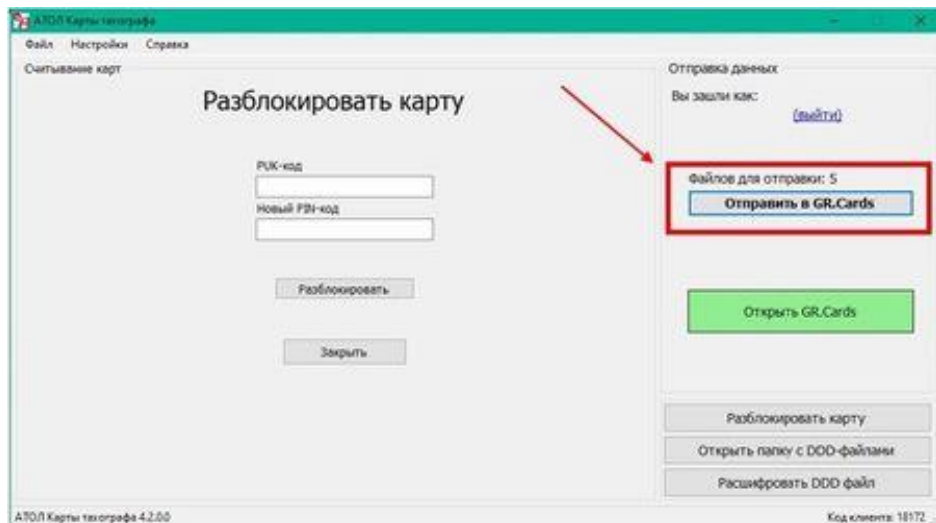 АТОЛ Карты тахографа
Файл Настройки Справка
Считывание карт
Разблокировать карту
PUK-код
Новый PIN-код
Разблокировать
Закрыть
Отправка данных
Вы зашли как:
(выйти)
Файлов для отправки: 5
Отправить в GR.Cards
Открыть GR.Cards
Разблокировать карту
Открыть папку с DDD-файлами
Расшифровать DDD файл
АТОЛ Карты тахографа 4.2.0.0
Код клиента: 18172